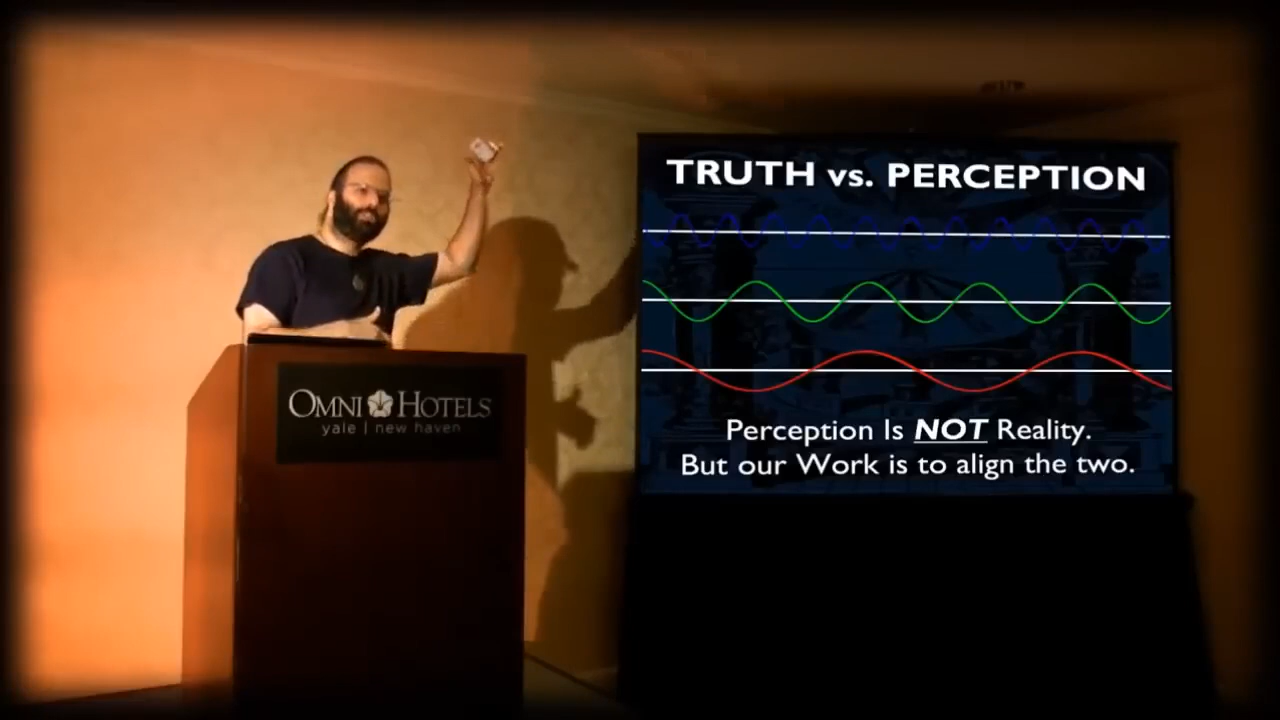 TRUTH vs. PERCEPTION
Perception Is NOT Reality.
But our Work is to align the two.
OMNI HOTELS
yale | new haven